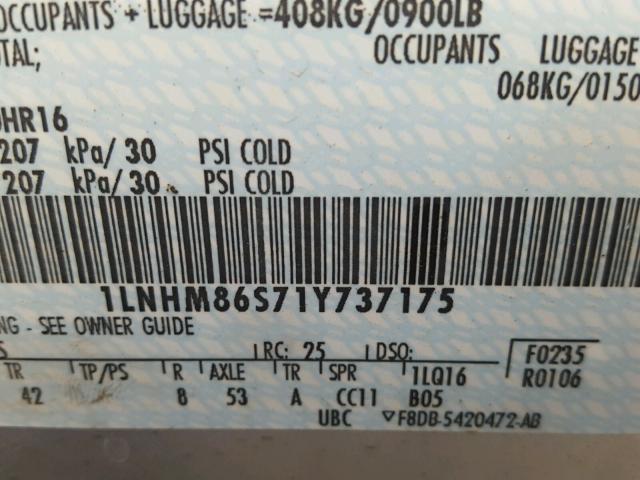 OCCUPANTS + LUGGAGE =408KG/0900LB
OCCUPANTS LUGGAGE
TAL;
068KG/0150
HR16
207 kPa/ 30 PSI COLD
207 kPa/ 30 PSI COLD
1LNHM86S71Y737175
NG - SEE OWNER GUIDE
RC: 25 DSO: F0235
TR TP/PS R AXLE TR SPR 1LQ16 R0106
42 8 53 A CC11 B05
UBC ▽F8DB-5420472-AB